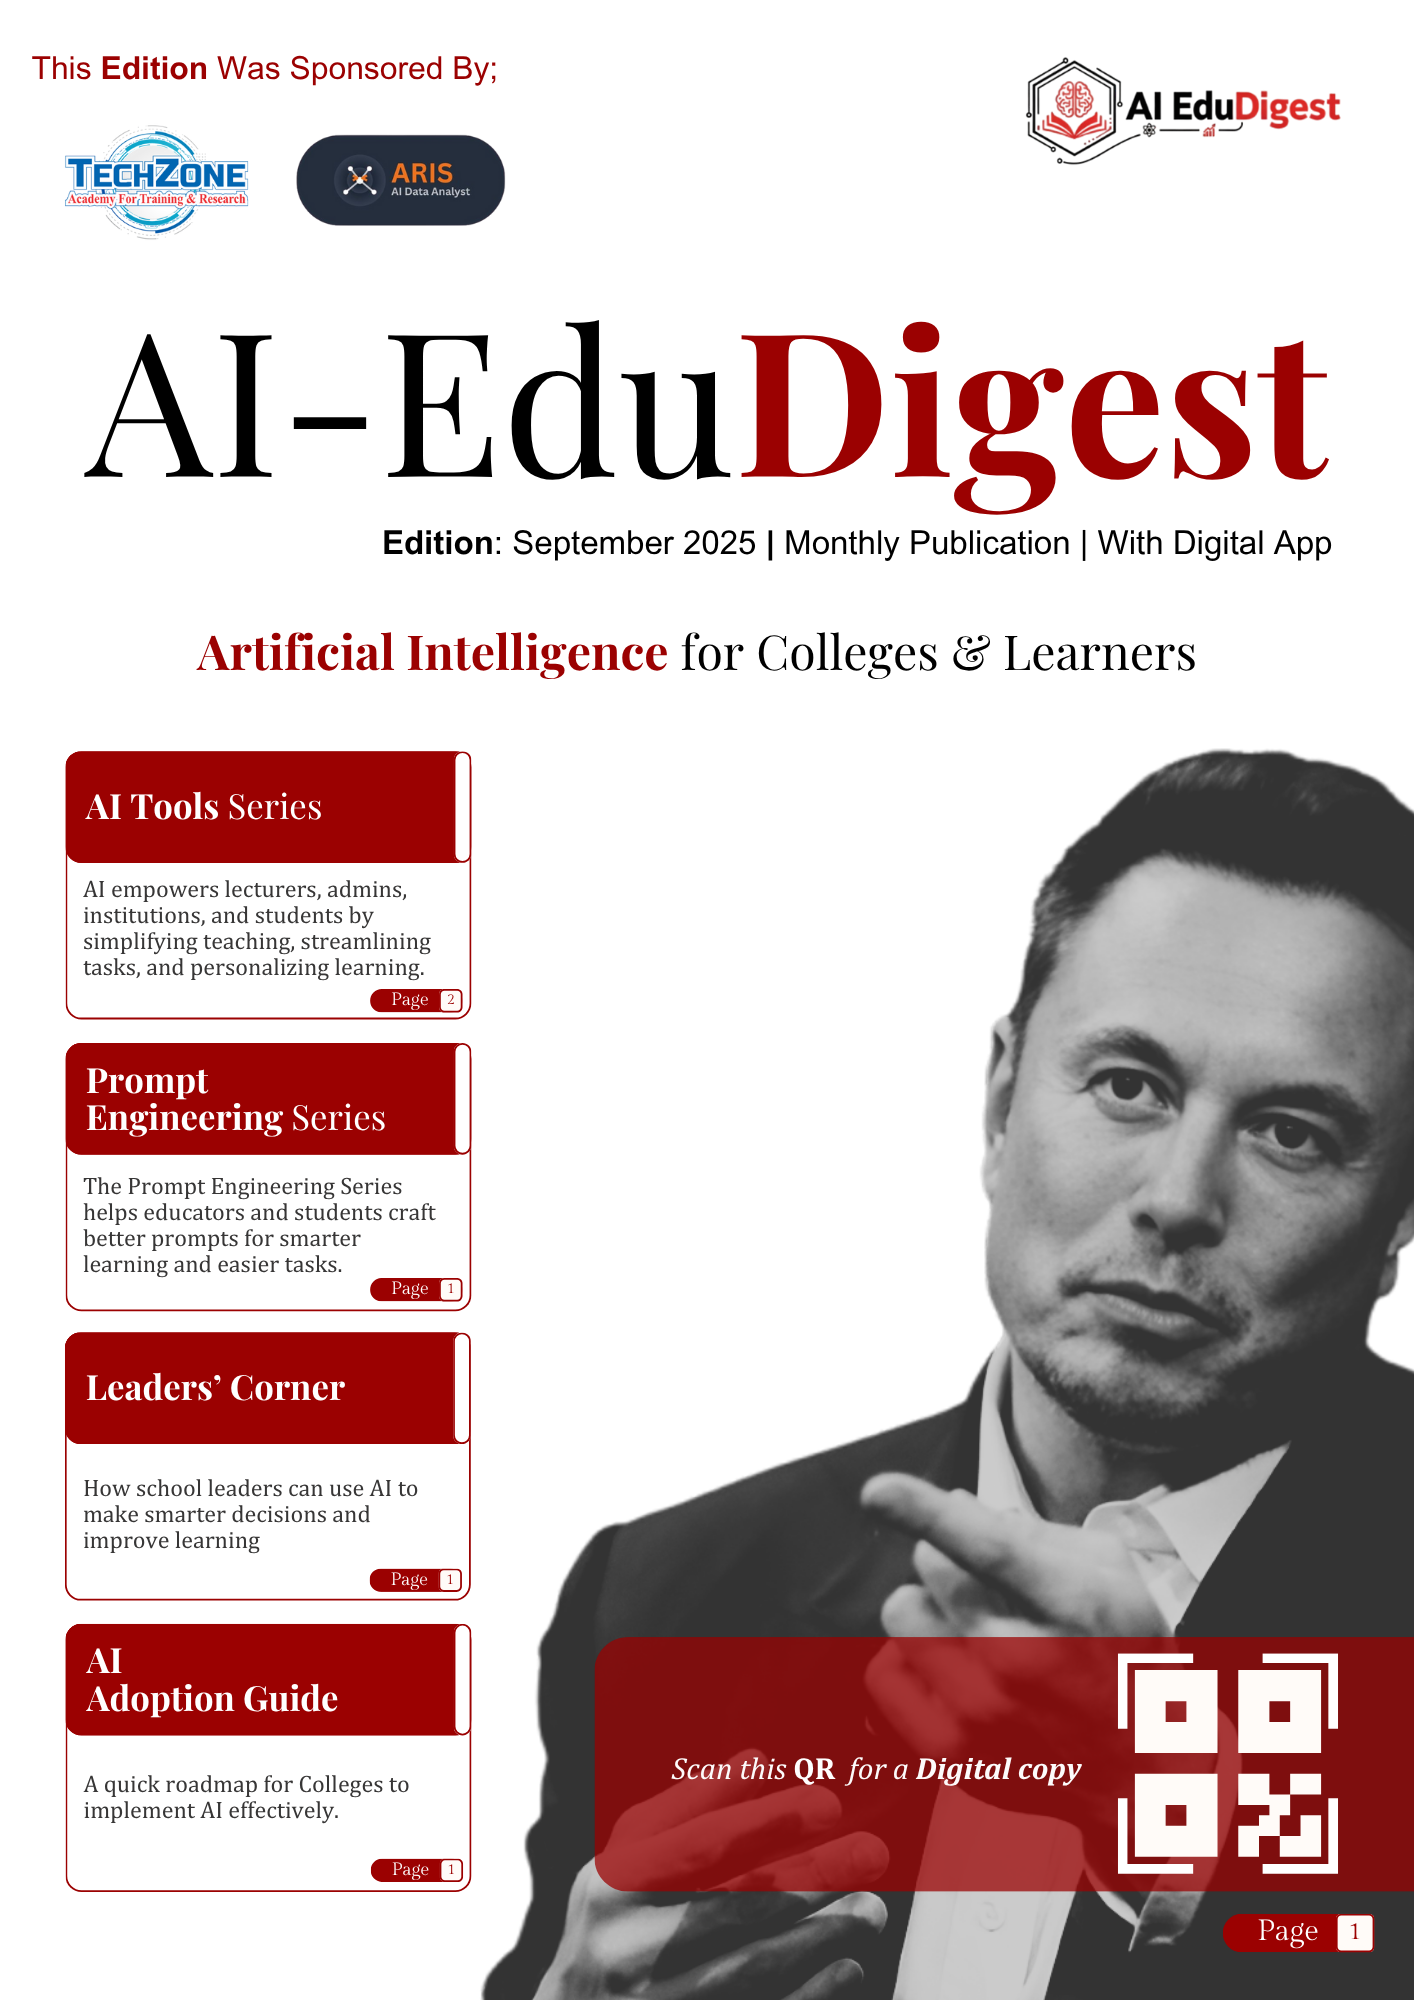 This Edition Was Sponsored By;
TECHZONE
Academy For Training & Research
ARIS
AI Data Analyst
AI EduDigest
AI-EduDigest
Edition: September 2025 | Monthly Publication | With Digital App
Artificial Intelligence for Colleges & Learners
AI Tools Series
AI empowers lecturers, admins,
institutions, and students by
simplifying teaching, streamlining
tasks, and personalizing learning.
Page 2
Prompt
Engineering Series
The Prompt Engineering Series
helps educators and students craft
better prompts for smarter
learning and easier tasks.
Page 1
Leaders’ Corner
How school leaders can use AI to
make smarter decisions and
improve learning
Page 1
AI
Adoption Guide
A quick roadmap for Colleges to
implement AI effectively.
Page 1
Scan this QR for a Digital copy
Page 1